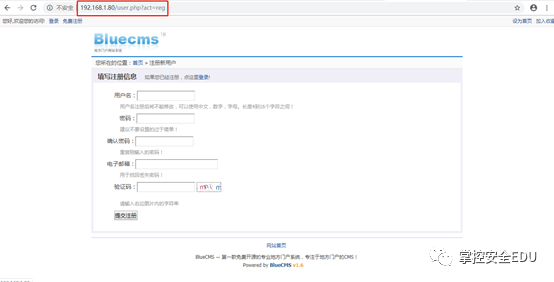 不安全 192.168.1.80/user.php?act=reg
您好,欢迎您的访问! 登录 免费注册
设为首页 加入收藏
Bluecms
您所在的位置：首页 » 注册新用户
填写注册信息 如果您已经注册，点这里登录!
用户名：
用户名注册后将不能修改，可以使用中文，数字，字母。长度4到16个字符之间！
密码：
建议不要设置的过于简单！
确认密码：
重复刚输入的密码！
电子邮箱：
用于找回丢失密码！
验证码：
请输入右边图片内的字符串
提交注册
网站首页
BlueCMS -- 第一款免费开源的专业地方门户系统，专注于地方门户的CMS！
Powered by BlueCMS v1.6
掌控安全EDU